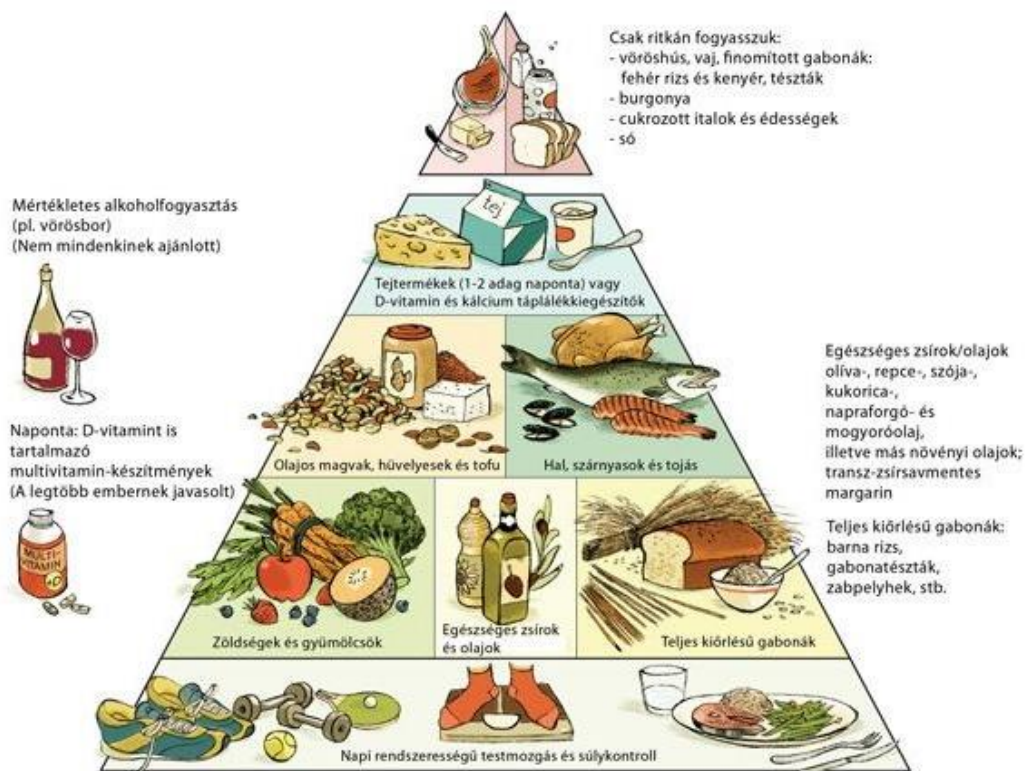 Csak ritkán fogyasszuk:
- vöröshús, vaj, finomított gabonák:
fehér rizs és kenyér, tészták
- burgonya
- cukrozott italok és édességek
- só
Mértékletes alkoholfogyasztás
(pl. vörösbor)
(Nem mindenkinek ajánlott)
tej
Tejtermékek (1-2 adag naponta) vagy
D-vitamin és kálcium táplálékkiegészítők
Egészséges zsírok/olajok
olíva-, repce-, szója-,
kukorica-,
napraforgó- és
mogyoróolaj,
illetve más növényi olajok;
transz-zsírsavmentes
margarin
Naponta: D-vitamint is
tartalmazó
multivitamin-készítmények
(A legtöbb embernek javasolt)
Olajos magvak, hüvelyesek és tofu
Hal, szárnyasok és tojás
MULTI-
VITAMIN
+D
Teljes kiőrlésű gabonák:
barna rizs,
gabonatészták,
zabpelyhek, stb.
Zöldségek és gyümölcsök
Egészséges zsírok
és olajok
Teljes kiőrlésű gabonák
Napi rendszerességű testmozgás és súlykontroll